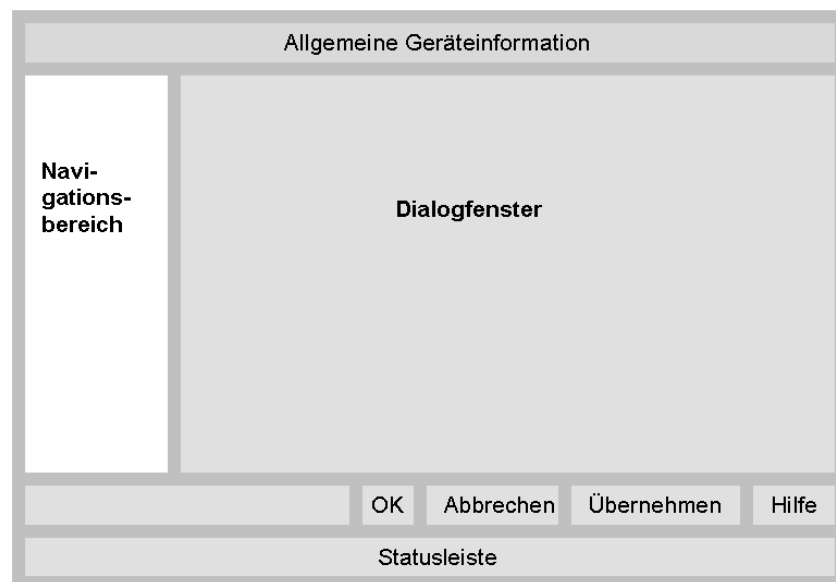 Allgemeine Geräteinformation
Navi-
gations-
bereich
Dialogfenster
OK Abbrechen Übernehmen Hilfe
Statusleiste